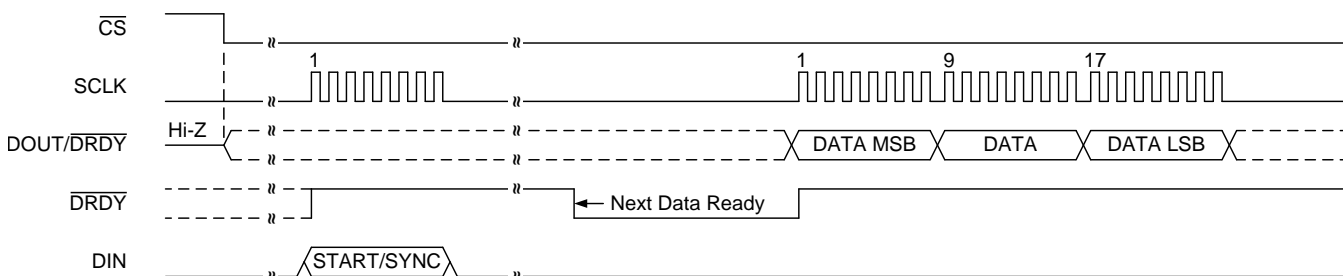 CS
1
1
9
17
SCLK
Hi-Z
DOUT/DRDY
DATA MSB
DATA
DATA LSB
DRDY
Next Data Ready
DIN
START/SYNC